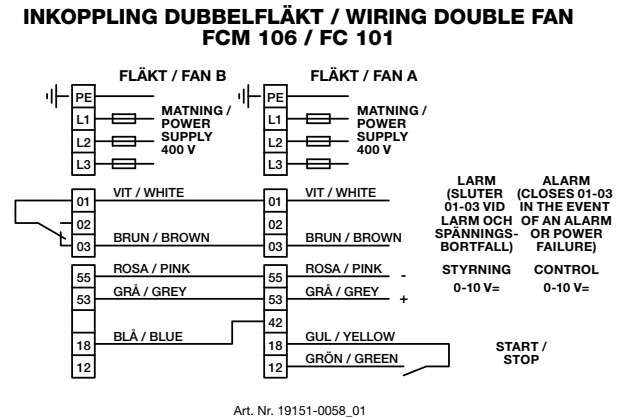 INKOPPLING DUBBELFLÄKT / WIRING DOUBLE FAN
FCM 106 / FC 101
FLÄKT / FAN B
FLÄKT / FAN A
PE
L1
L2
L3
MATNING /
POWER
SUPPLY
400 V
PE
L1
L2
L3
MATNING /
POWER
SUPPLY
400 V
01
VIT / WHITE
02
03
BRUN / BROWN
01
VIT / WHITE
02
03
BRUN / BROWN
LARM
(SLUTER
01-03 VID
LARM OCH
SPÄNNINGS-
BORTFALL)
ALARM
(CLOSES 01-03
IN THE EVENT
OF AN ALARM
OR POWER
FAILURE)
55
ROSA / PINK
53
GRÅ / GREY
18
BLÅ / BLUE
12
55
ROSA / PINK -
53
GRÅ / GREY +
42
18
GUL / YELLOW
12
GRÖN / GREEN
STYRNING
0-10 V=
CONTROL
0-10 V=
START /
STOP
Art. Nr. 19151-0058_01